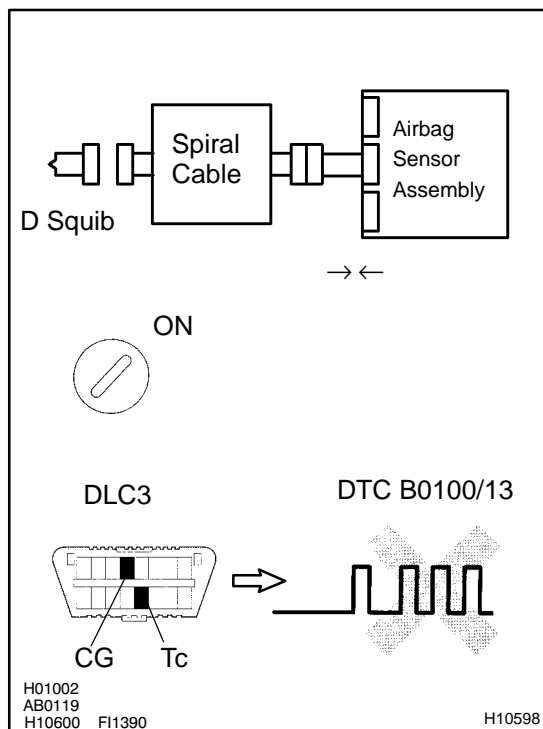 Spiral
Cable
Airbag
Sensor
Assembly
D Squib
ON
DLC3
DTC B0100/13
CG
Tc
H01002
AB0119
H10600 FI1390
H10598